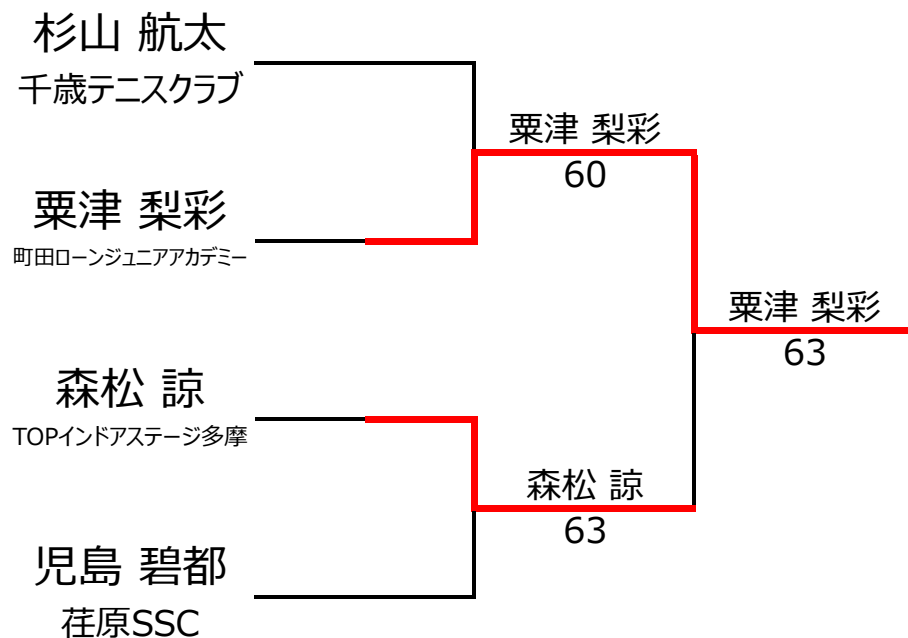 杉山 航太
千歳テニスクラブ
粟津 梨彩
60
粟津 梨彩
町田ローンジュニアアカデミー
粟津 梨彩
63
森松 諒
TOPインドアステージ多摩
森松 諒
63
児島 碧都
荏原SSC